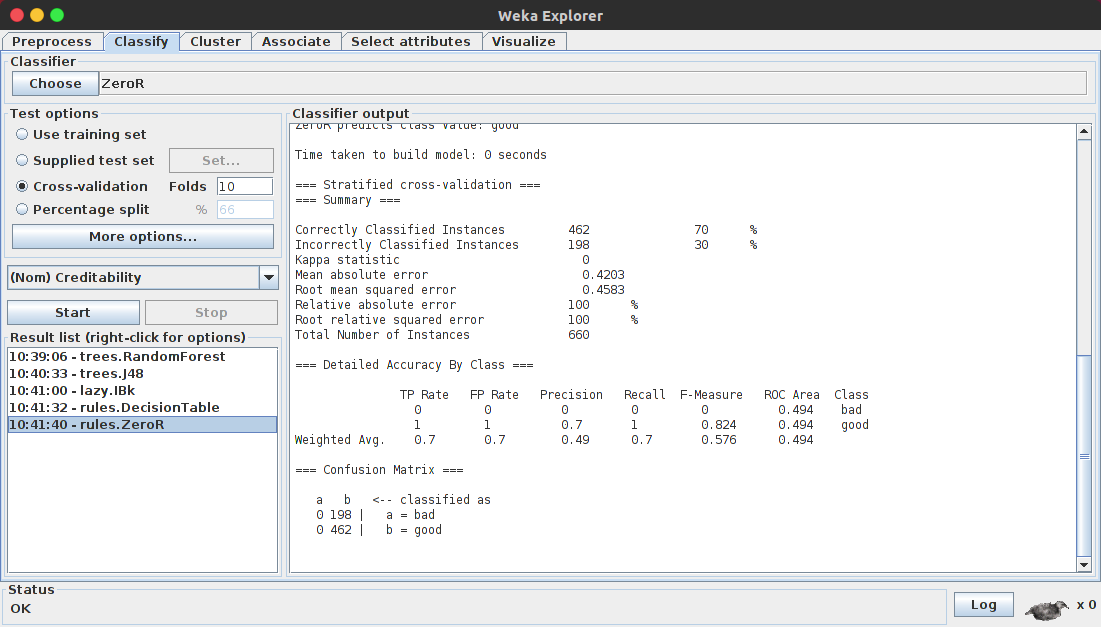 Weka Explorer
Preprocess Classify Cluster Associate Select attributes Visualize
Classifier
Choose ZeroR
Test options
Use training set
Supplied test set Set...
Cross-validation Folds 10
Percentage split % 66
More options...
(Nom) Creditability
Start Stop
Result list (right-click for options)
10:39:06 - trees.RandomForest
10:40:33 - trees.J48
10:41:00 - lazy.IBk
10:41:32 - rules.DecisionTable
10:41:40 - rules.ZeroR
Classifier output
ZeroR predicts class value: good
Time taken to build model: 0 seconds
=== Stratified cross-validation ===
=== Summary ===
Correctly Classified Instances 462 70 %
Incorrectly Classified Instances 198 30 %
Kappa statistic 0
Mean absolute error 0.4203
Root mean squared error 0.4583
Relative absolute error 100 %
Root relative squared error 100 %
Total Number of Instances 660
=== Detailed Accuracy By Class ===
TP Rate FP Rate Precision Recall F-Measure ROC Area Class
0 0 0 0 0 0.494 bad
1 1 0.7 1 0.824 0.494 good
Weighted Avg. 0.7 0.7 0.49 0.7 0.576 0.494
=== Confusion Matrix ===
a b <-- classified as
0 198 | a = bad
0 462 | b = good
Status
OK
Log x 0